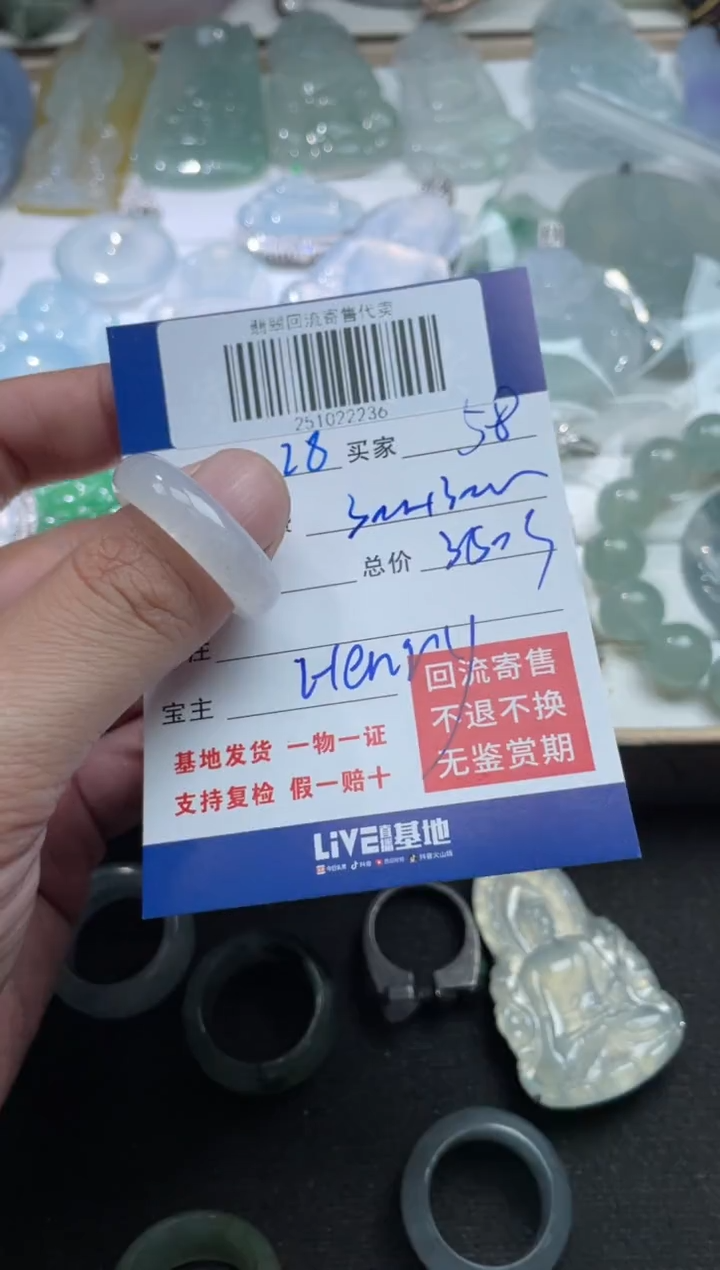 翡翠回流寄售代卖
251022236
28 买家 58
总价
注
Henry
宝主
回流寄售
不退不换
无鉴赏期
基地发货 一物一证
支持复检 假一赔十
LiVE直播基地